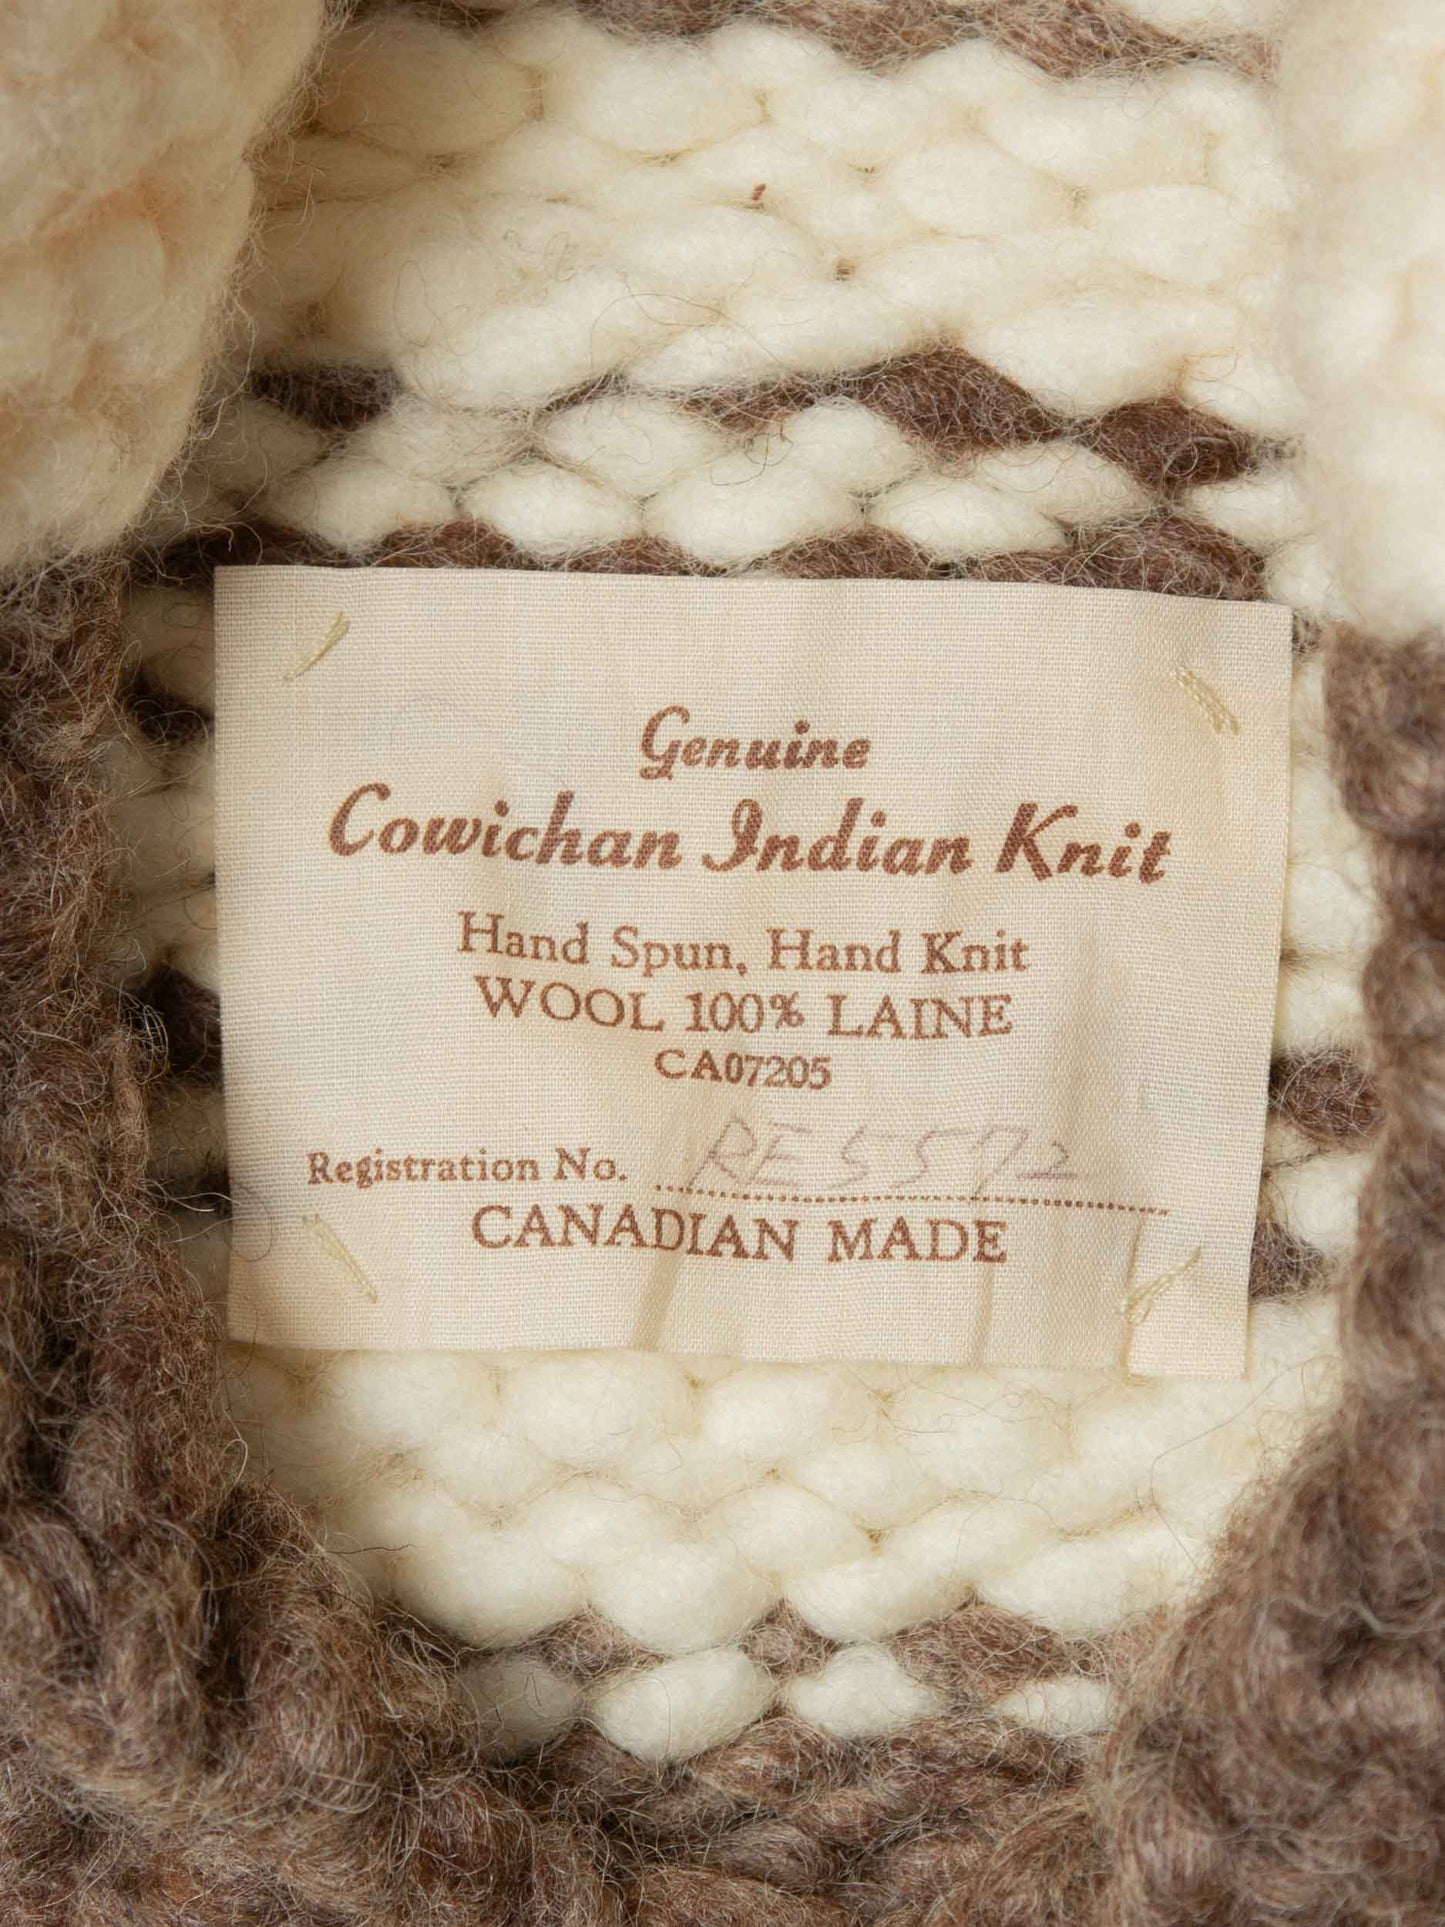 Genuine
Cowichan Indian Knit
Hand Spun, Hand Knit
WOOL 100% LAINE
CA07205
Registration No. RE5572
CANADIAN MADE